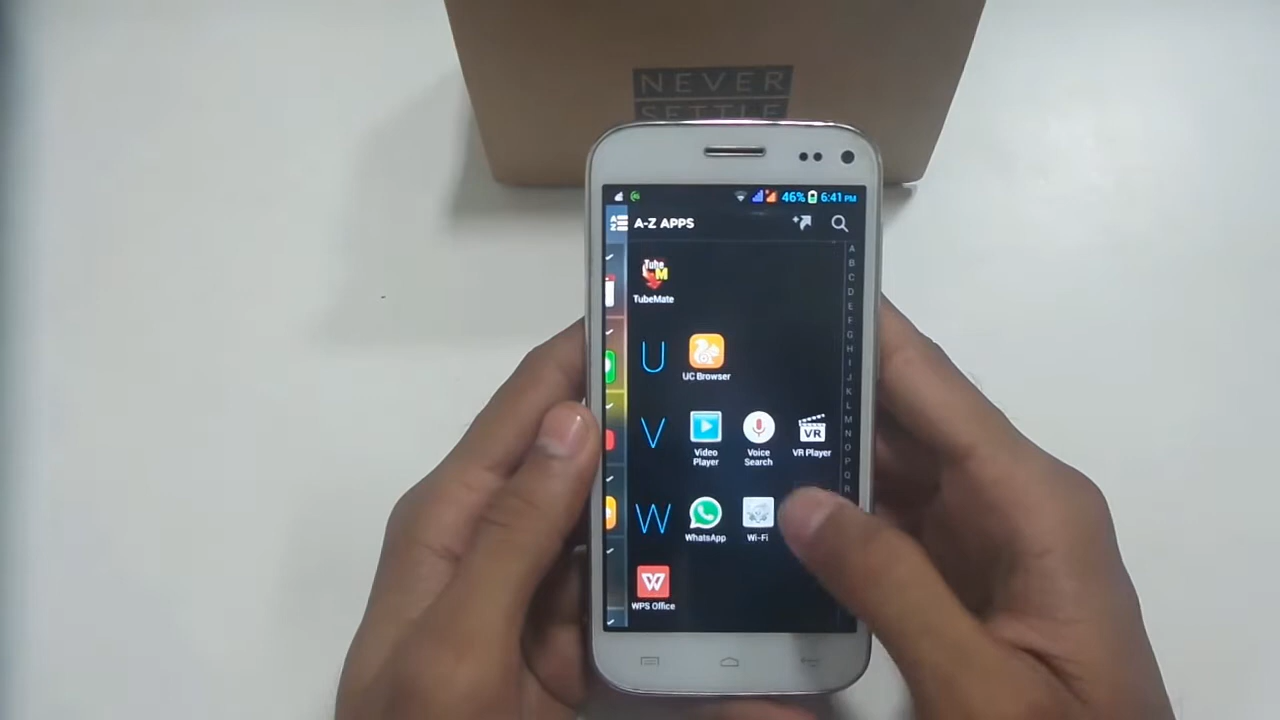 NEVER
SETTLE
46% 6:41 PM
A-Z APPS
TubeMate
U
UC Browser
V
Video Player
Voice Search
VR Player
W
WhatsApp
Wi-Fi
WPS Office
A
B
C
D
E
F
G
H
I
J
K
L
M
N
O
P
Q
R